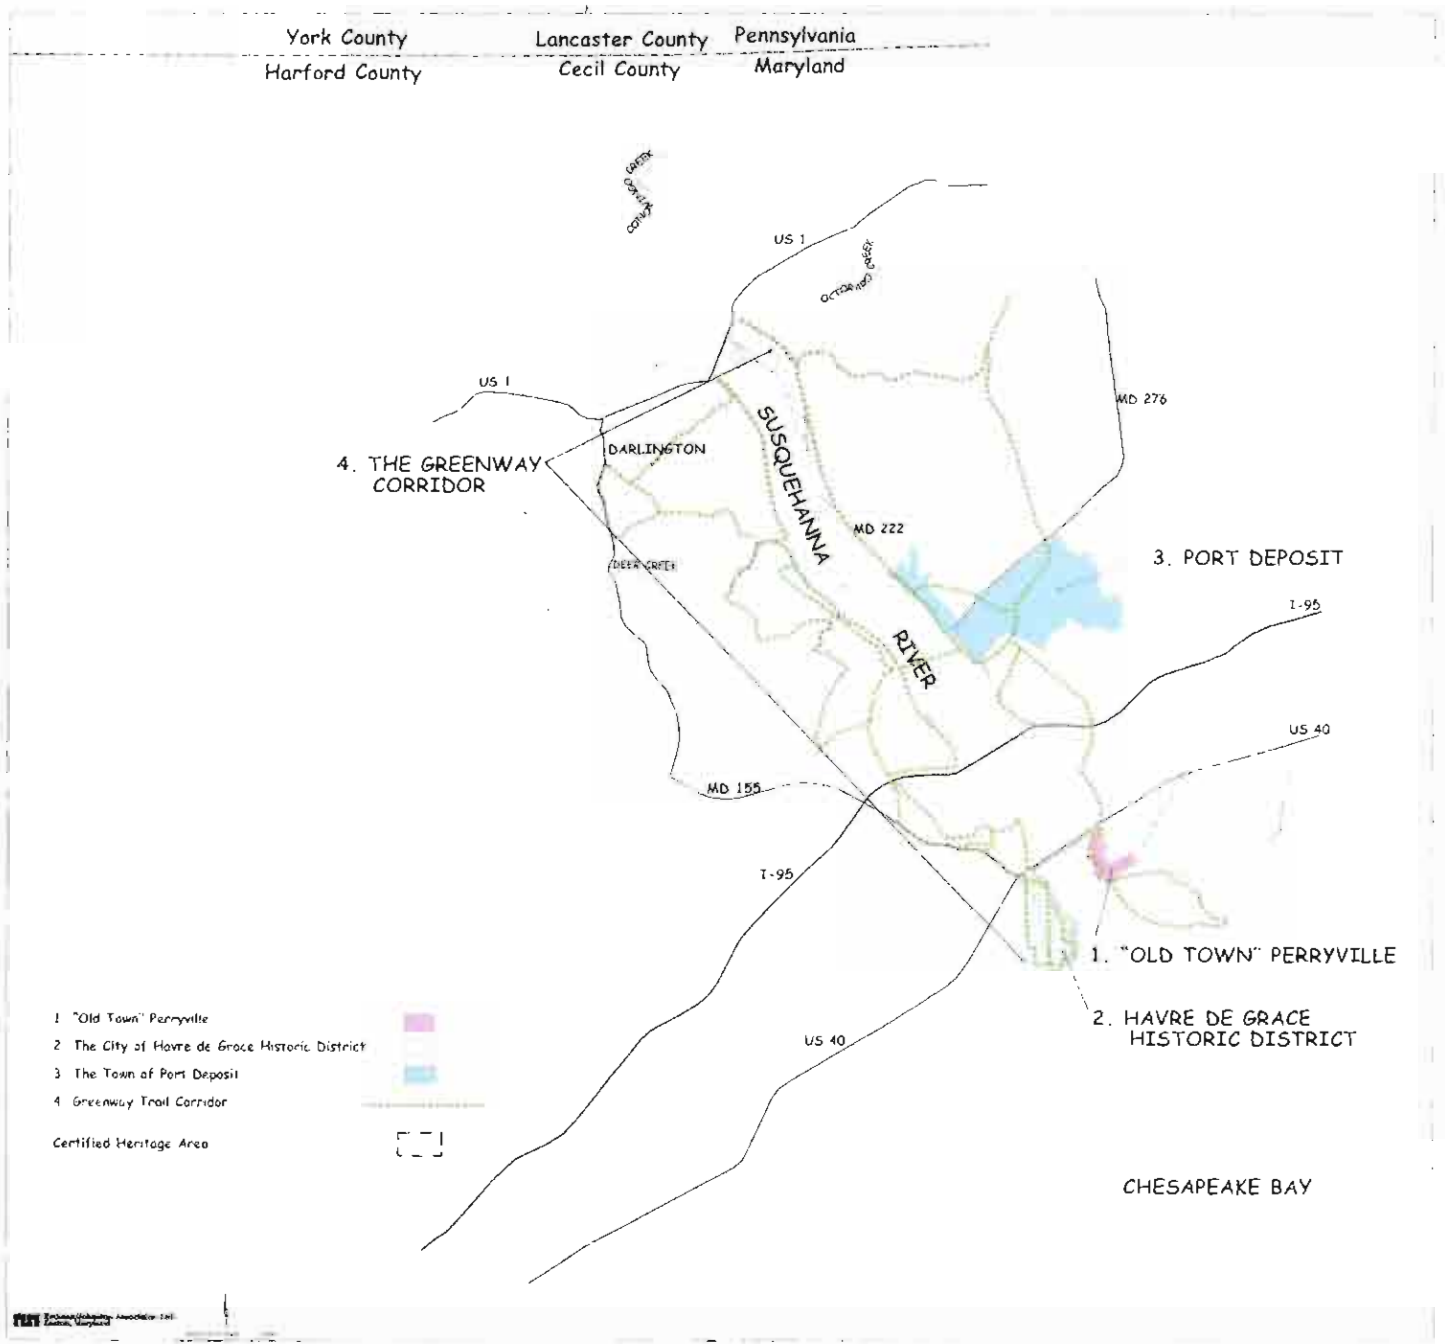 York County
Lancaster County
Pennsylvania
Harford County
Cecil County
Maryland
US 1
US 1
MD 276
DARLINGTON
4. THE GREENWAY
CORRIDOR
SUSQUEHANNA
RIVER
MD 222
3. PORT DEPOSIT
DEER CREEK
I-95
US 40
MD 155
I-95
1. "OLD TOWN" PERRYVILLE
2. HAVRE DE GRACE
HISTORIC DISTRICT
US 40
1 "Old Town" Perryville
2 The City of Havre de Grace Historic District
3 The Town of Port Deposit
4 Greenway Trail Corridor
Certified Heritage Area
CHESAPEAKE BAY